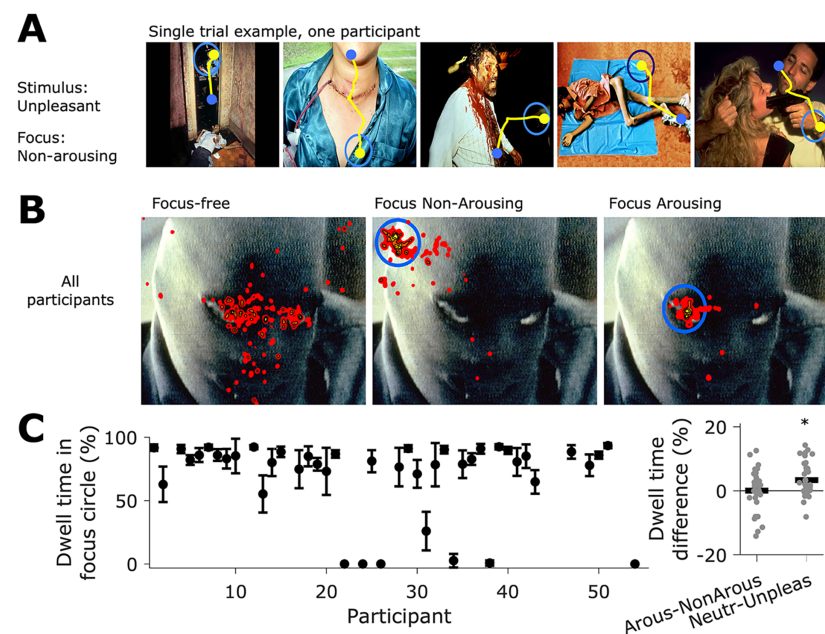 A
Single trial example, one participant
Stimulus:
Unpleasant
Focus:
Non-arousing
B
Focus-free
Focus Non-Arousing
Focus Arousing
All
participants
C
Dwell time in
focus circle (%)
100
50
0
10
20
30
40
50
Participant
Dwell time
difference (%)
20
0
-20
*
Arous-NonArous
Neutr-Unpleas